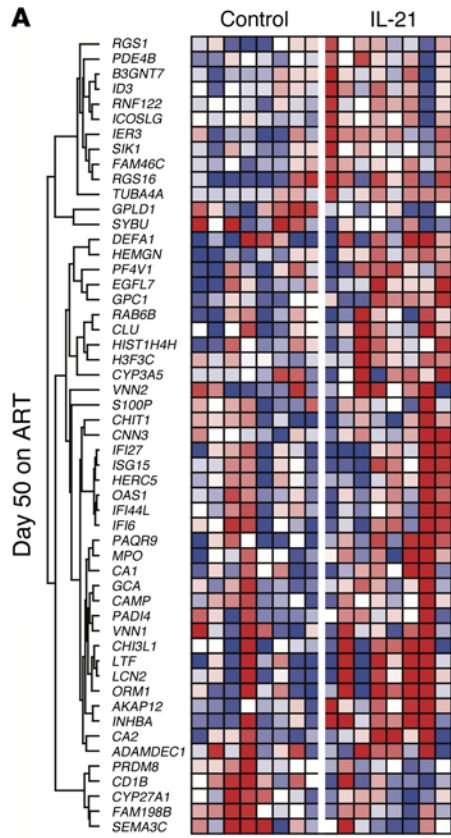 A
Control IL-21
Day 50 on ART
RGS1
PDE4B
B3GNT7
ID3
RNF122
ICOSLG
IER3
SIK1
FAM46C
RGS16
TUBA4A
GPLD1
SYBU
DEFA1
HEMGN
PF4V1
EGFL7
GPC1
RAB6B
CLU
HIST1H4H
H3F3C
CYP3A5
VNN2
S100P
CHIT1
CNN3
IFI27
ISG15
HERC5
OAS1
IFI44L
IFI6
PAQR9
MPO
CA1
GCA
CAMP
PADI4
VNN1
CHI3L1
LTF
LCN2
ORM1
AKAP12
INHBA
CA2
ADAMDEC1
PRDM8
CD1B
CYP27A1
FAM198B
SEMA3C